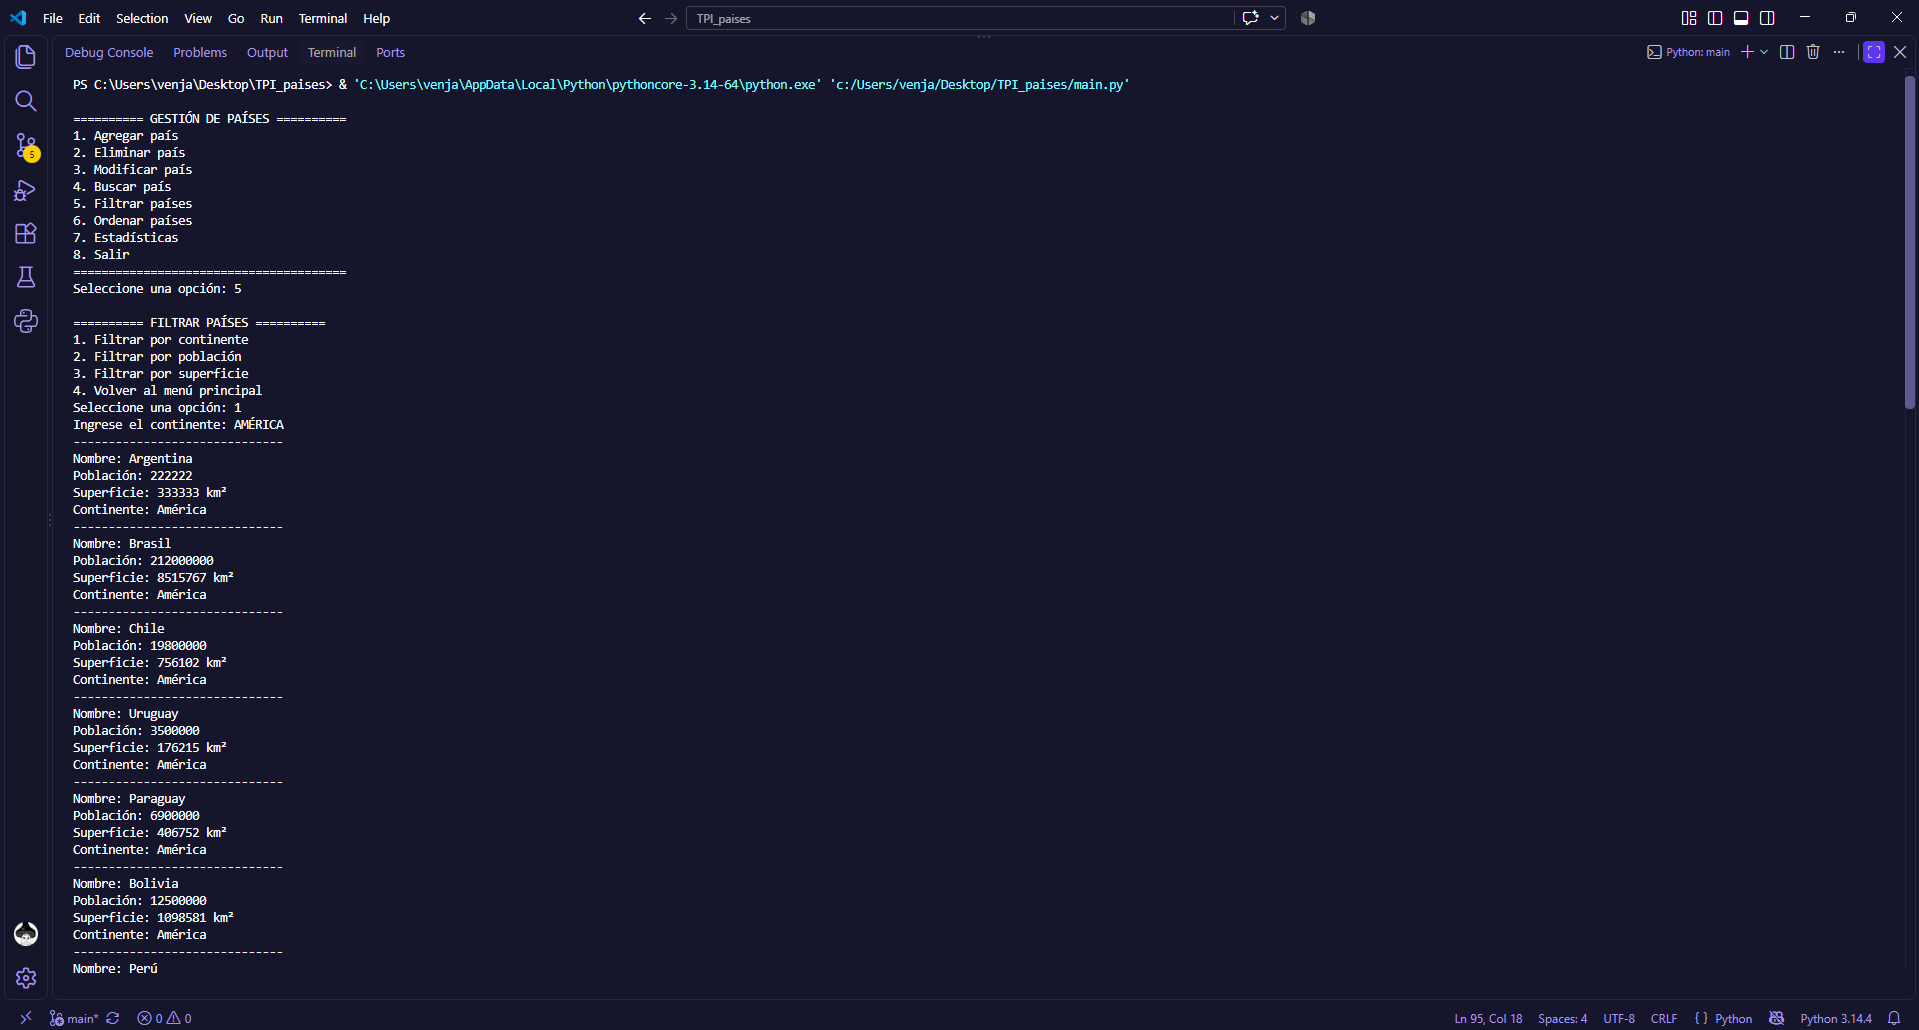 File Edit Selection View Go Run Terminal Help
TPI_paises
Debug Console Problems Output Terminal Ports
Python: main
PS C:\Users\venja\Desktop\TPI_paises> & 'C:\Users\venja\AppData\Local\Python\pythoncore-3.14-64\python.exe' 'c:/Users/venja/Desktop/TPI_paises/main.py'
========== GESTIÓN DE PAÍSES ==========
1. Agregar país
2. Eliminar país
3. Modificar país
4. Buscar país
5. Filtrar países
6. Ordenar países
7. Estadísticas
8. Salir
=======================================
Seleccione una opción: 5
========== FILTRAR PAÍSES ==========
1. Filtrar por continente
2. Filtrar por población
3. Filtrar por superficie
4. Volver al menú principal
Seleccione una opción: 1
Ingrese el continente: AMÉRICA
------------------------------
Nombre: Argentina
Población: 222222
Superficie: 333333 km²
Continente: América
------------------------------
Nombre: Brasil
Población: 212000000
Superficie: 8515767 km²
Continente: América
------------------------------
Nombre: Chile
Población: 19800000
Superficie: 756102 km²
Continente: América
------------------------------
Nombre: Uruguay
Población: 3500000
Superficie: 176215 km²
Continente: América
------------------------------
Nombre: Paraguay
Población: 6900000
Superficie: 406752 km²
Continente: América
------------------------------
Nombre: Bolivia
Población: 12500000
Superficie: 1098581 km²
Continente: América
------------------------------
Nombre: Perú
5
main* 0 0 Ln 95, Col 18 Spaces: 4 UTF-8 CRLF { } Python Python 3.14.4